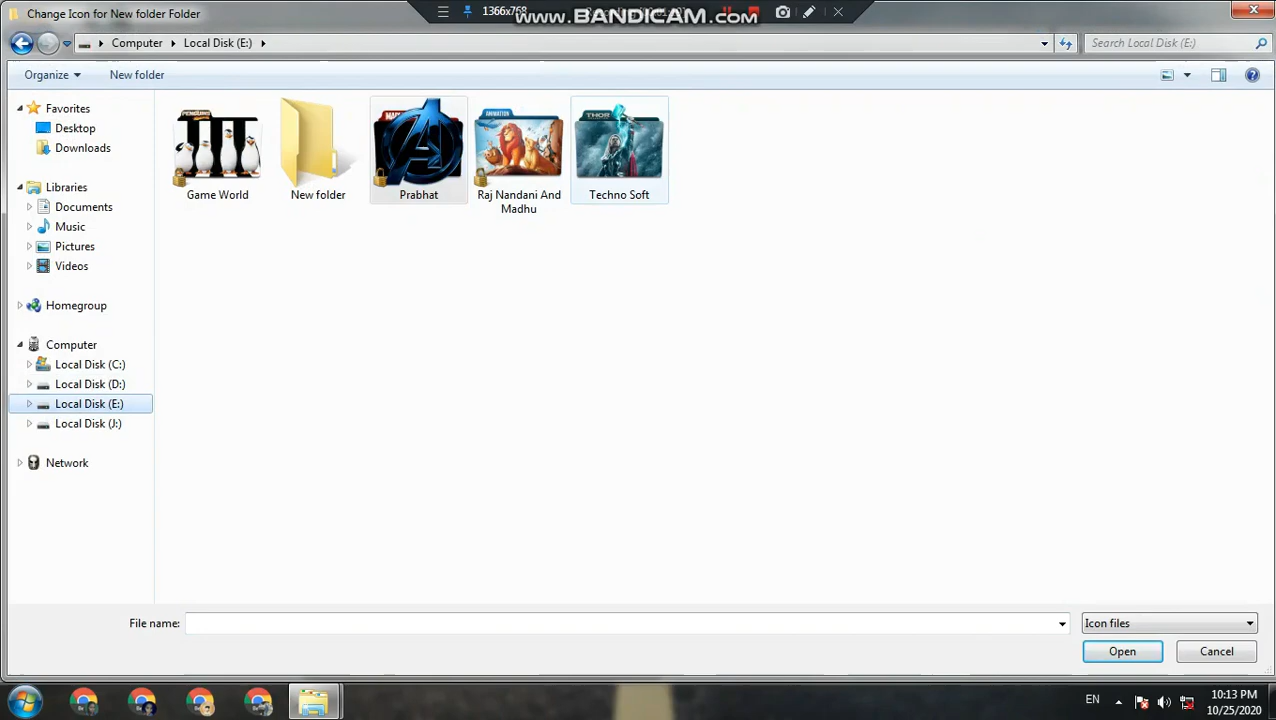 Change Icon for New folder Folder
1366x768
www.BANDICAM.com
Computer
Local Disk (E:)
Search Local Disk (E:)
Organize
New folder
Favorites
Desktop
Downloads
Libraries
Documents
Music
Pictures
Videos
Homegroup
Computer
Local Disk (C:)
Local Disk (D:)
Local Disk (E:)
Local Disk (J:)
Network
PENGUINS
ANIMATION
THOR
Game World
New folder
Prabhat
Raj Nandani And
Madhu
Techno Soft
File name:
Icon files
Open
Cancel
EN
10:13 PM
10/25/2020